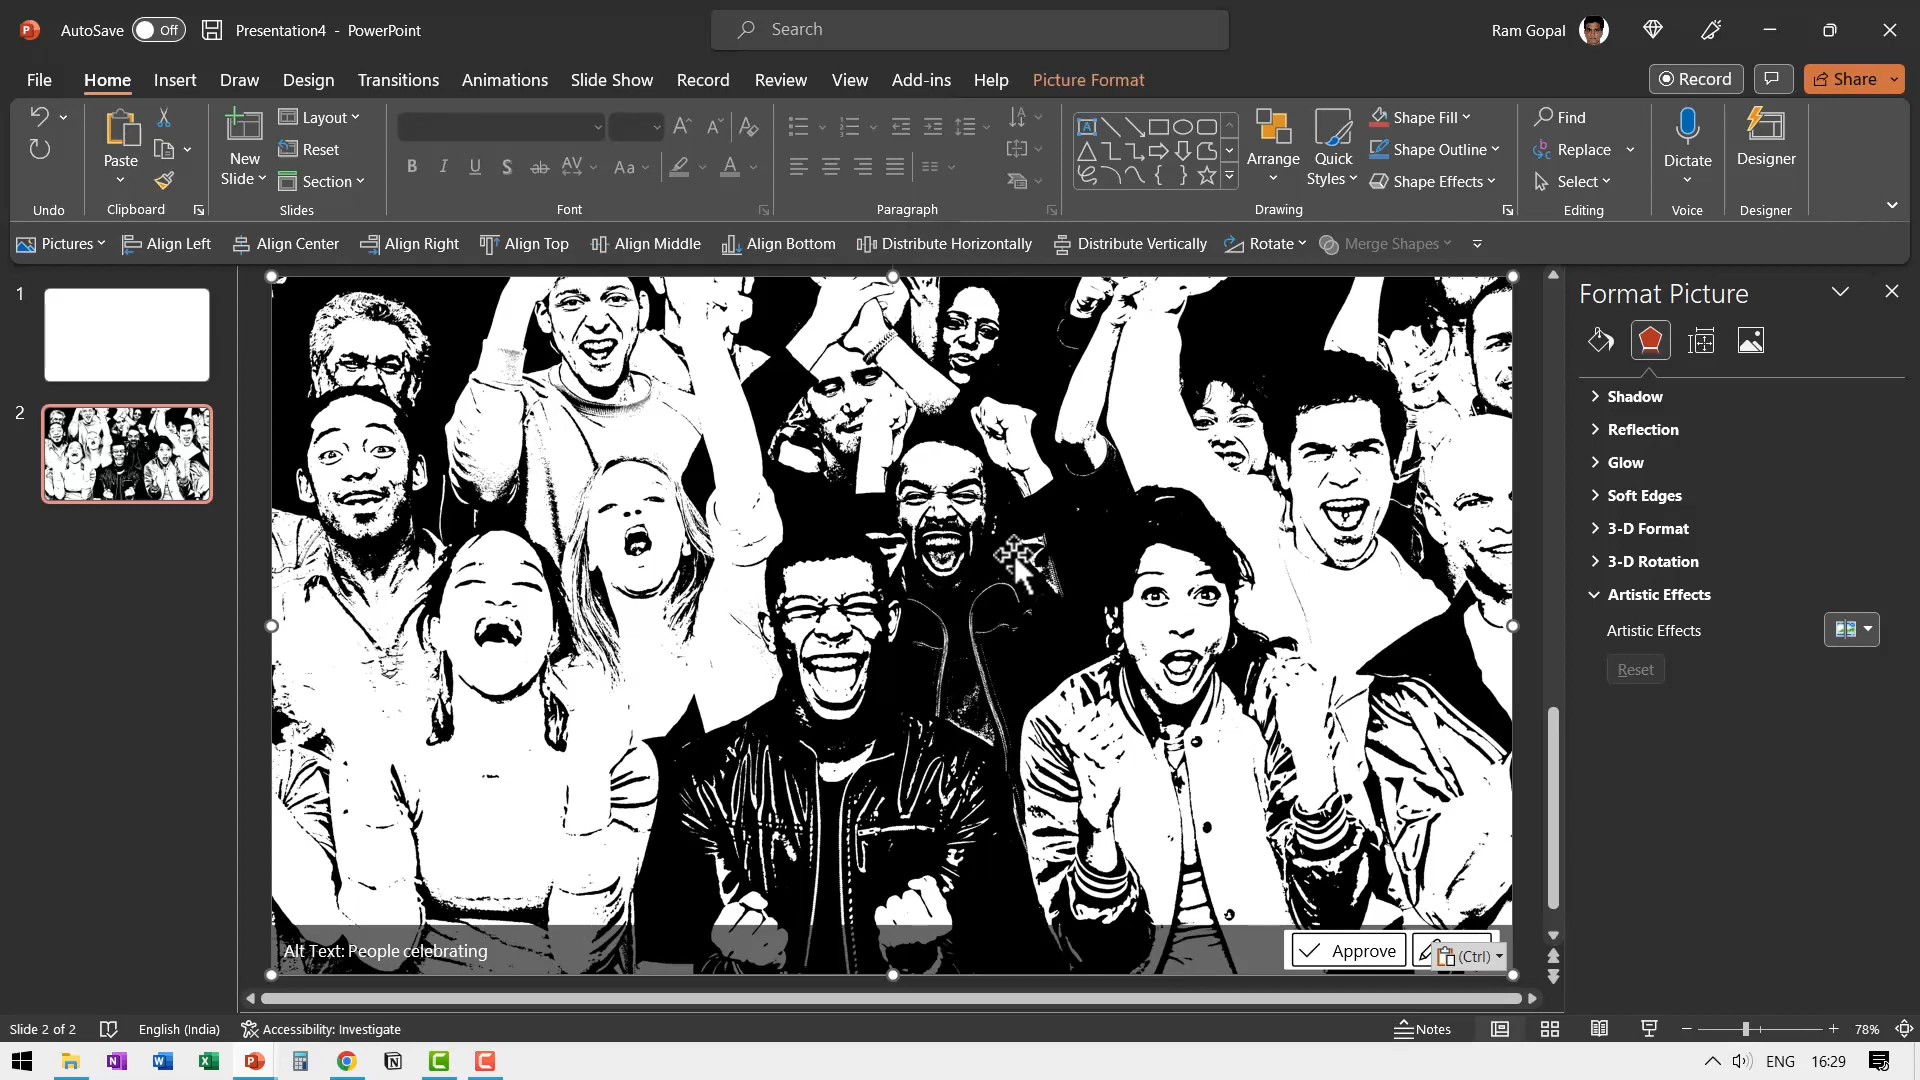 AutoSave Off Presentation4 - PowerPoint Search Ram Gopal
File Home Insert Draw Design Transitions Animations Slide Show Record Review View Add-ins Help Picture Format Record Share
Paste
New
Slide
Layout
Reset
Section
B I U S ab AV Aa A
Arrange
Quick
Styles
Shape Fill
Shape Outline
Shape Effects
Find
Replace
Select
Dictate
Designer
Undo Clipboard Slides Font Paragraph Drawing Editing Voice Designer
Pictures Align Left Align Center Align Right Align Top Align Middle Align Bottom Distribute Horizontally Distribute Vertically Rotate Merge Shapes
1
2
Format Picture
Shadow
Reflection
Glow
Soft Edges
3-D Format
3-D Rotation
Artistic Effects
Artistic Effects
Reset
Alt Text: People celebrating
Approve
(Ctrl)
Slide 2 of 2 English (India) Accessibility: Investigate Notes 78%
ENG 16:29